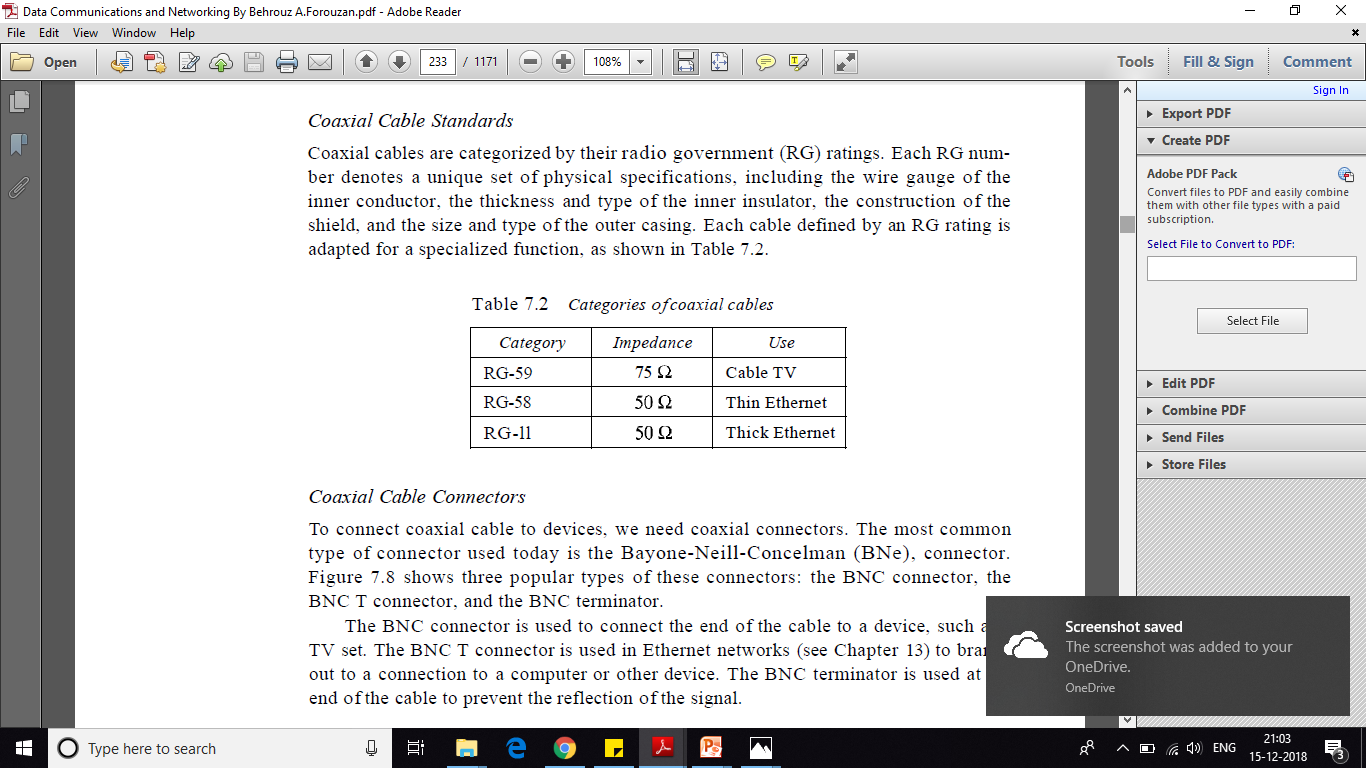 Data Communications and Networking By Behrouz A.Forouzan.pdf - Adobe Reader
File Edit View Window Help
Open 233 / 1171 108% Tools Fill & Sign Comment
Sign In
Export PDF
Create PDF
Adobe PDF Pack
Convert files to PDF and easily combine
them with other file types with a paid
subscription.
Select File to Convert to PDF:
Select File
Edit PDF
Combine PDF
Send Files
Store Files
Coaxial Cable Standards
Coaxial cables are categorized by their radio government (RG) ratings. Each RG num-
ber denotes a unique set of physical specifications, including the wire gauge of the
inner conductor, the thickness and type of the inner insulator, the construction of the
shield, and the size and type of the outer casing. Each cable defined by an RG rating is
adapted for a specialized function, as shown in Table 7.2.
Table 7.2 Categories of coaxial cables
Category Impedance Use
RG-59 75 Ω Cable TV
RG-58 50 Ω Thin Ethernet
RG-11 50 Ω Thick Ethernet
Coaxial Cable Connectors
To connect coaxial cable to devices, we need coaxial connectors. The most common
type of connector used today is the Bayone-Neill-Concelman (BNe), connector.
Figure 7.8 shows three popular types of these connectors: the BNC connector, the
BNC T connector, and the BNC terminator.
The BNC connector is used to connect the end of the cable to a device, such
TV set. The BNC T connector is used in Ethernet networks (see Chapter 13) to
out to a connection to a computer or other device. The BNC terminator is used at
end of the cable to prevent the reflection of the signal.
Screenshot saved
The screenshot was added to your
OneDrive.
OneDrive
Type here to search
ENG
21:03
15-12-2018
3